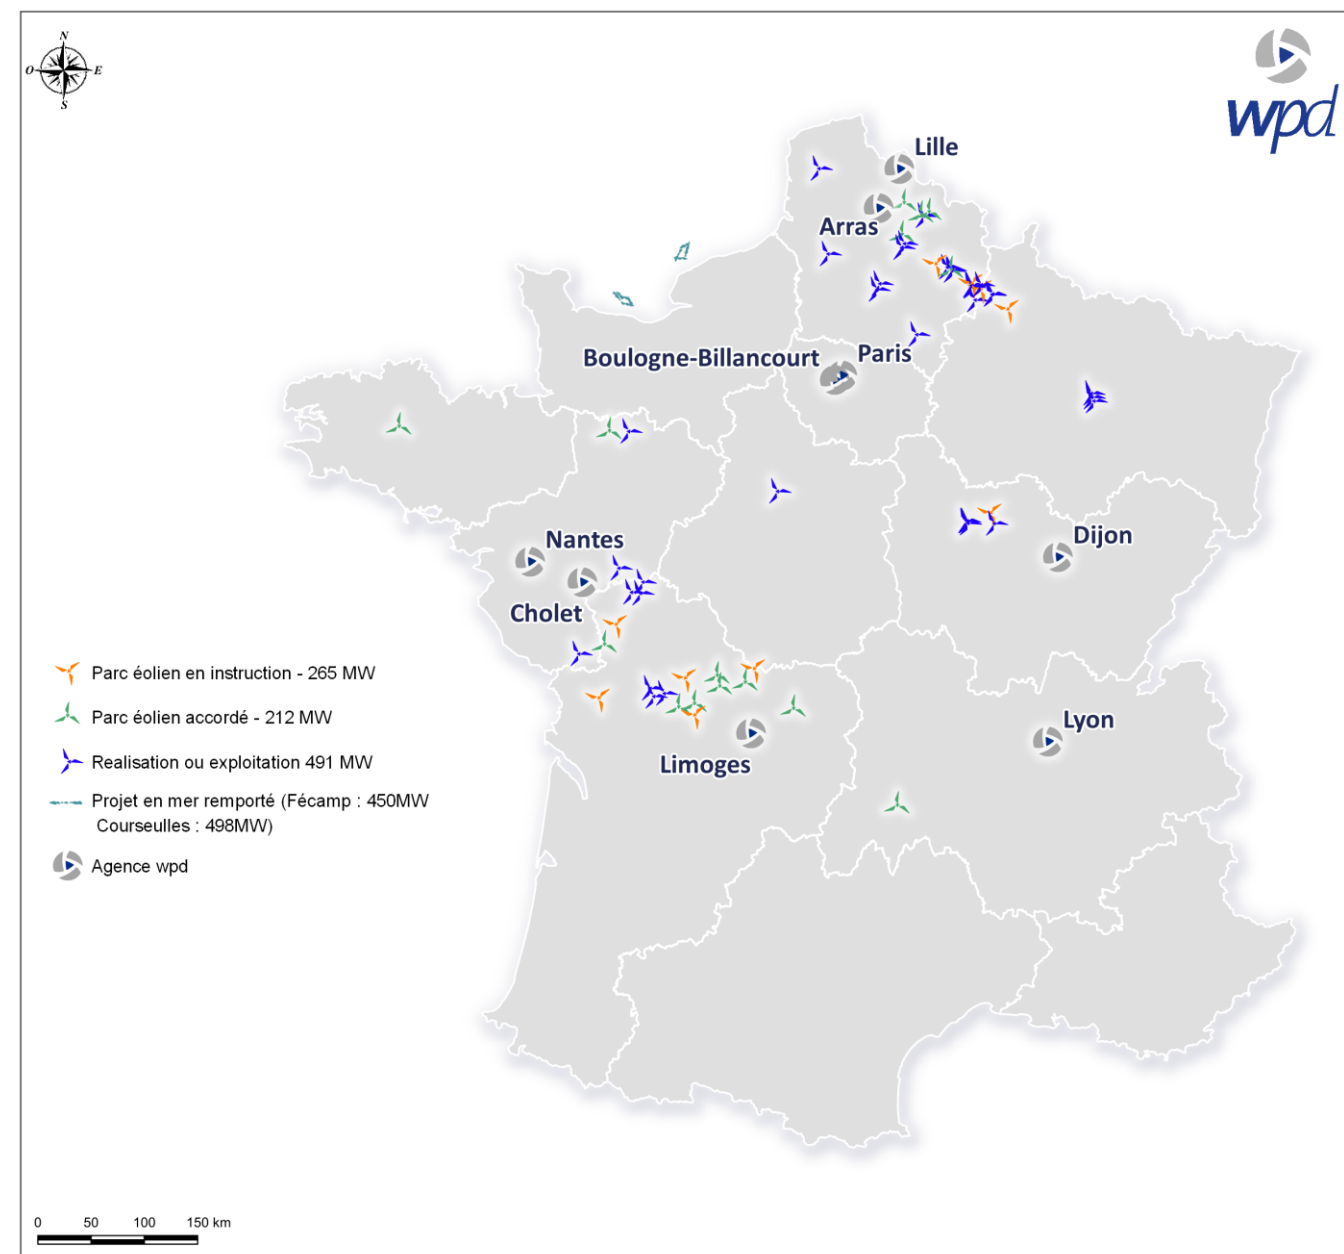 N
O E
S
wpd
Lille
Arras
Boulogne-Billancourt
Paris
Nantes
Dijon
Cholet
Parc éolien en instruction - 265 MW
Parc éolien accordé - 212 MW
Lyon
Limoges
Realisation ou exploitation 491 MW
Projet en mer remporté (Fécamp : 450MW
Courseulles : 498MW)
Agence wpd
0 50 100 150 km